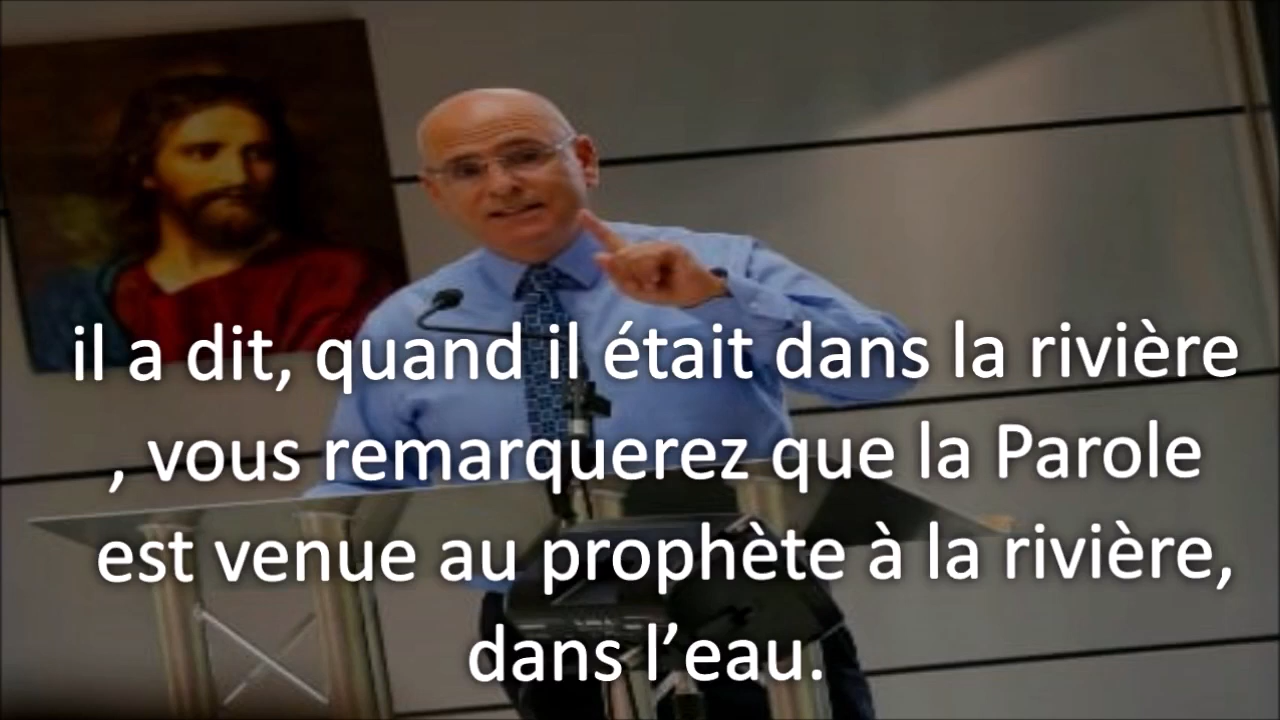 il a dit, quand il était dans la rivière
, vous remarquerez que la Parole
est venue au prophète à la rivière,
dans l’eau.